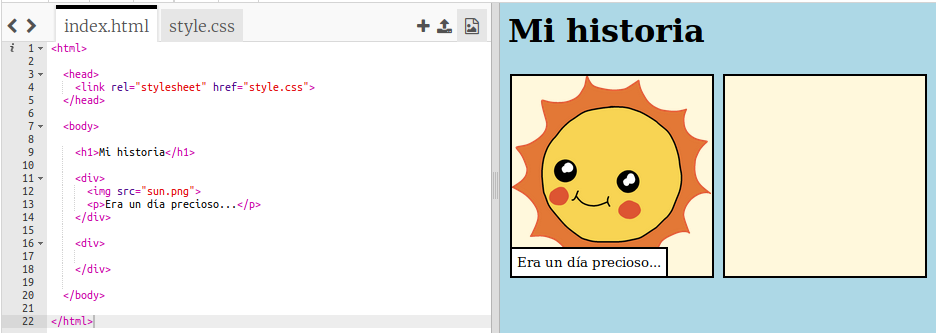 index.html style.css
i 1 <html>
2
3 <head>
4 <link rel="stylesheet" href="style.css">
5 </head>
6
7 <body>
8
9 <h1>Mi historia</h1>
10
11 <div>
12 <img src="sun.png">
13 <p>Era un día precioso...</p>
14 </div>
15
16 <div>
17
18 </div>
19
20 </body>
21
22 </html>
Mi historia
Era un día precioso...